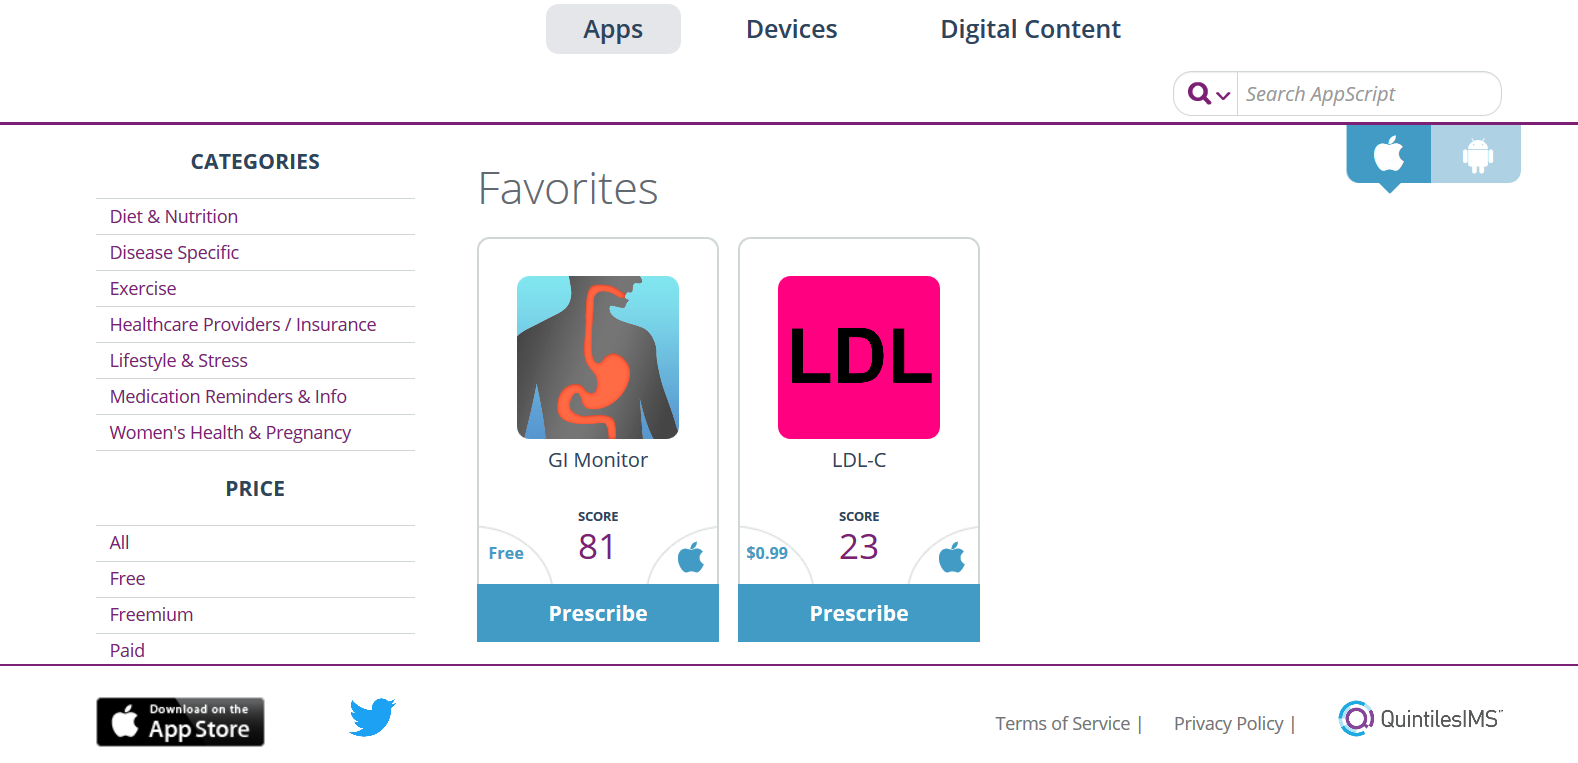 Apps
Devices
Digital Content
Search AppScript
CATEGORIES
Diet & Nutrition
Disease Specific
Exercise
Healthcare Providers / Insurance
Lifestyle & Stress
Medication Reminders & Info
Women's Health & Pregnancy
PRICE
All
Free
Freemium
Paid
Favorites
GI Monitor
SCORE
81
Free
Prescribe
LDL
LDL-C
SCORE
23
$0.99
Prescribe
Download on the
App Store
Terms of Service |
Privacy Policy |
QuintilesIMS™